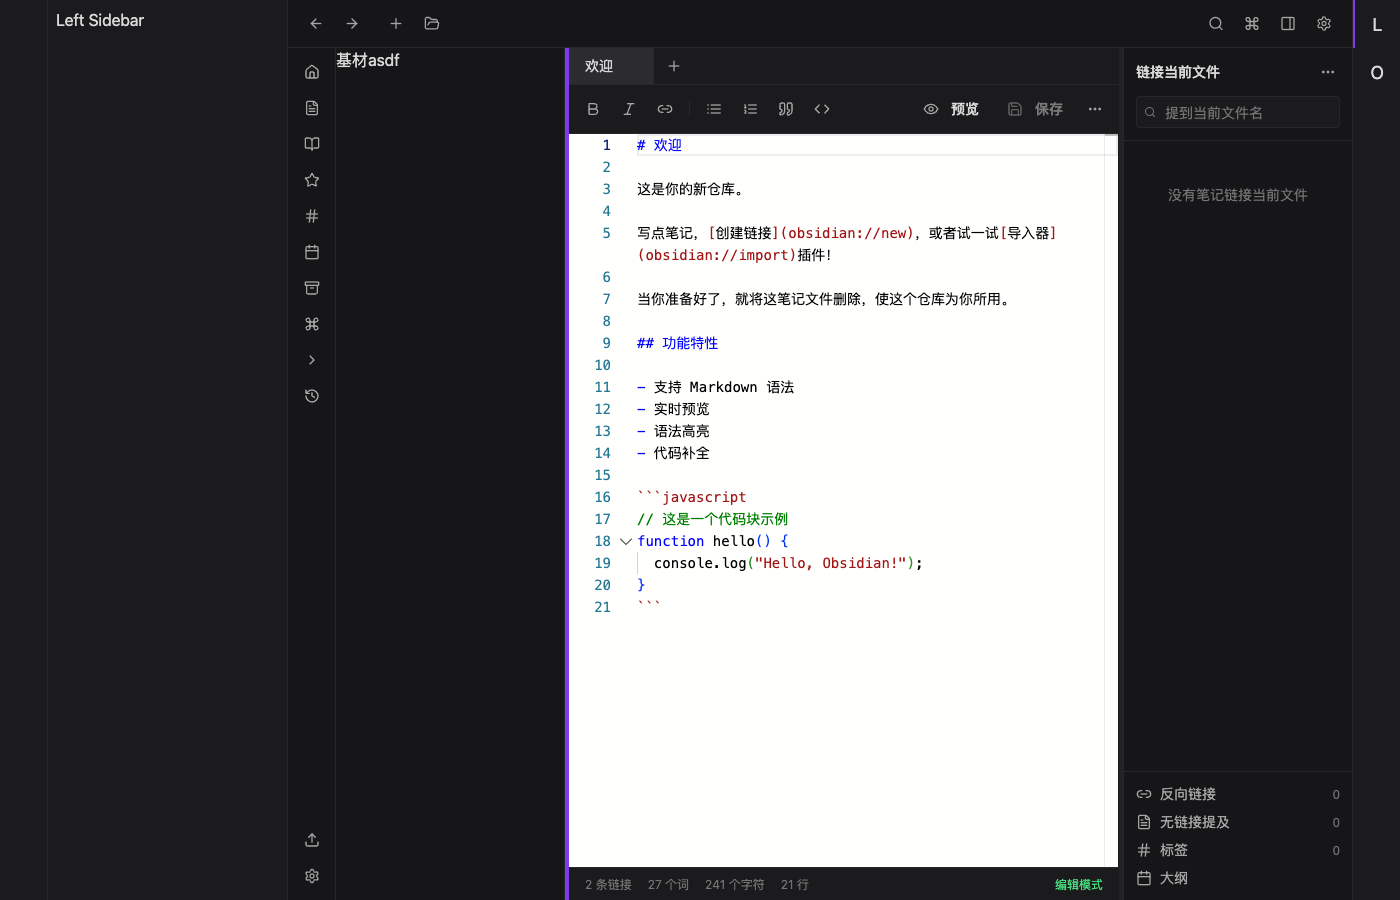 Left Sidebar
L
O
基材asdf
欢迎
链接当前文件
提到当前文件名
预览
保存
1 # 欢迎
2
3 这是你的新仓库。
4
5 写点笔记，[创建链接](obsidian://new)，或者试一试[导入器]
(obsidian://import)插件！
6
7 当你准备好了，就将这笔记文件删除，使这个仓库为你所用。
8
9 ## 功能特性
10
11 - 支持 Markdown 语法
12 - 实时预览
13 - 语法高亮
14 - 代码补全
15
16 ```javascript
17 // 这是一个代码块示例
18 function hello() {
19 console.log("Hello, Obsidian!");
20 }
21 ```
没有笔记链接当前文件
反向链接 0
无链接提及 0
标签 0
大纲
2 条链接 27 个词 241 个字符 21 行 编辑模式